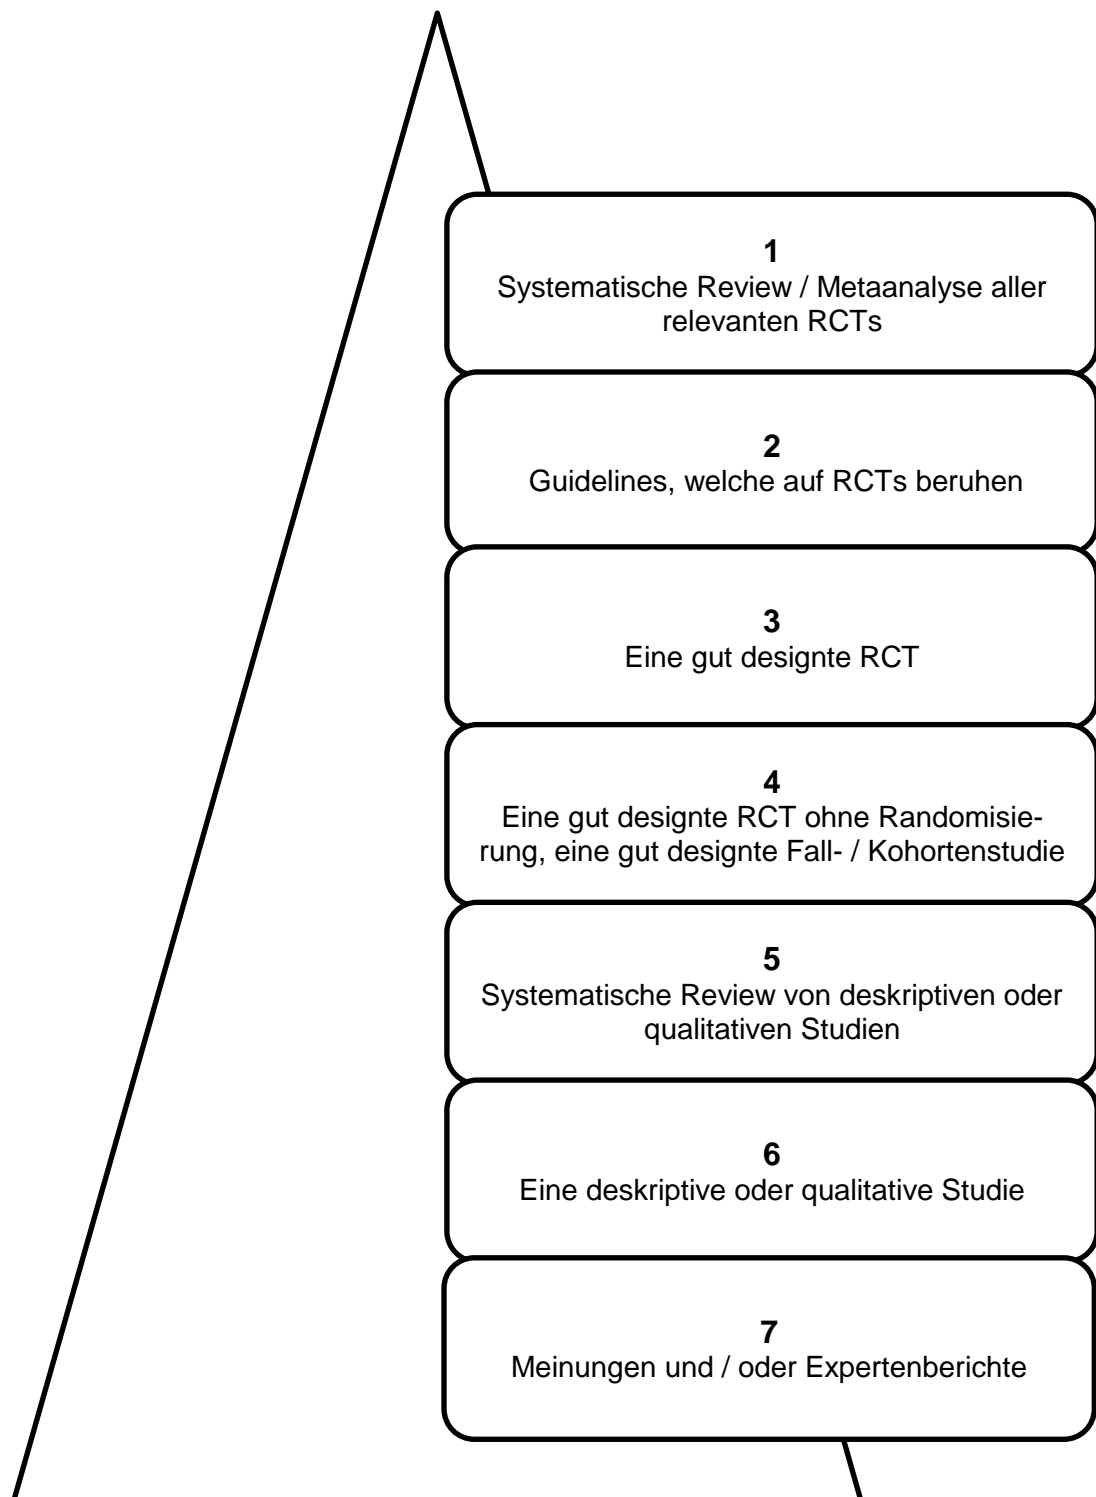 1
Systematische Review / Metaanalyse aller
relevanten RCTs
2
Guidelines, welche auf RCTs beruhen
3
Eine gut designte RCT
4
Eine gut designte RCT ohne Randomisie-
rung, eine gut designte Fall- / Kohortenstudie
5
Systematische Review von deskriptiven oder
qualitativen Studien
6
Eine deskriptive oder qualitative Studie
7
Meinungen und / oder Expertenberichte